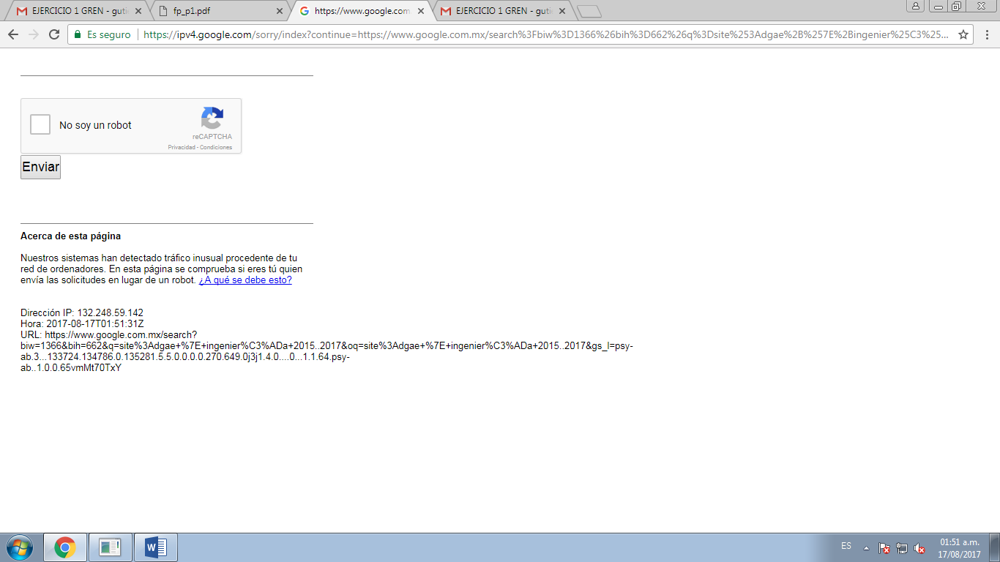 EJERCICIO 1 GREN - guti
fp_p1.pdf
https://www.google.com
EJERCICIO 1 GREN - guti
Es seguro
https://ipv4.google.com/sorry/index?continue=https://www.google.com.mx/search%3Fbiw%3D1366%26bih%3D662%26q%3Dsite%253Adgae%2B%257E%2Bingenier%25C3%25...
No soy un robot
reCAPTCHA
Privacidad - Condiciones
Enviar
Acerca de esta página
Nuestros sistemas han detectado tráfico inusual procedente de tu
red de ordenadores. En esta página se comprueba si eres tú quien
envía las solicitudes en lugar de un robot. ¿A qué se debe esto?
Dirección IP: 132.248.59.142
Hora: 2017-08-17T01:51:31Z
URL: https://www.google.com.mx/search?
biw=1366&bih=662&q=site%3Adgae+%7E+ingenier%C3%ADa+2015..2017&oq=site%3Adgae+%7E+ingenier%C3%ADa+2015..2017&gs_l=psy-
ab.3...133724.134786.0.135281.5.5.0.0.0.0.270.649.0j3j1.4.0....0...1.1.64.psy-
ab..1.0.0.65vmMt70TxY
ES
01:51 a.m.
17/08/2017